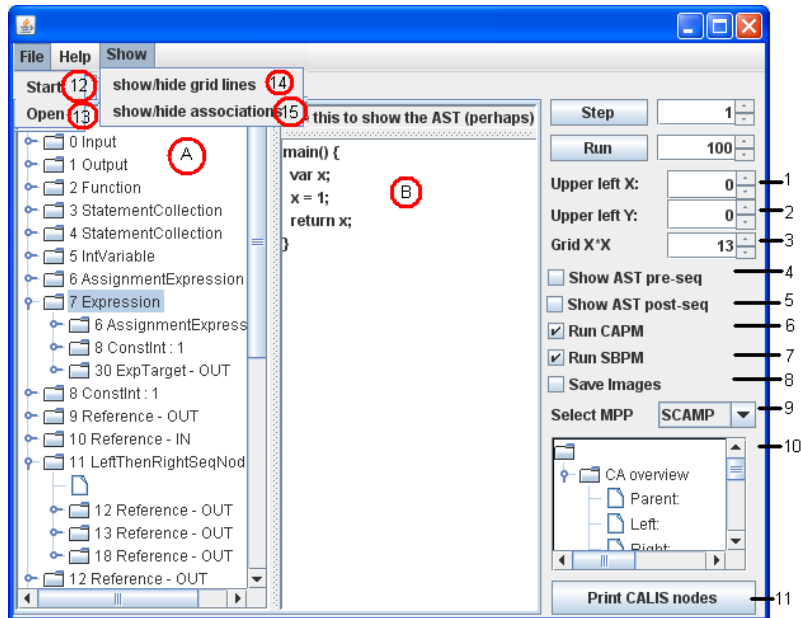 File Help Show
Start 12 show/hide grid lines 14
Open 13 show/hide associations 15 this to show the AST (perhaps)
0 Input
A
1 Output
2 Function
3 StatementCollection
4 StatementCollection
5 IntVariable
6 AssignmentExpression
7 Expression
6 AssignmentExpress
8 ConstInt : 1
30 ExpTarget - OUT
8 ConstInt : 1
9 Reference - OUT
10 Reference - IN
11 LeftThenRightSeqNod
12 Reference - OUT
13 Reference - OUT
18 Reference - OUT
12 Reference - OUT
main() {
var x;
x = 1;
return x;
}
B
Step 1
Run 100
Upper left X: 0 1
Upper left Y: 0 2
Grid X^X 13 3
Show AST pre-seq 4
Show AST post-seq 5
Run CAPM 6
Run SBPM 7
Save Images 8
Select MPP SCAMP 9
10
CA overview
Parent:
Left:
Right:
Print CALIS nodes 11